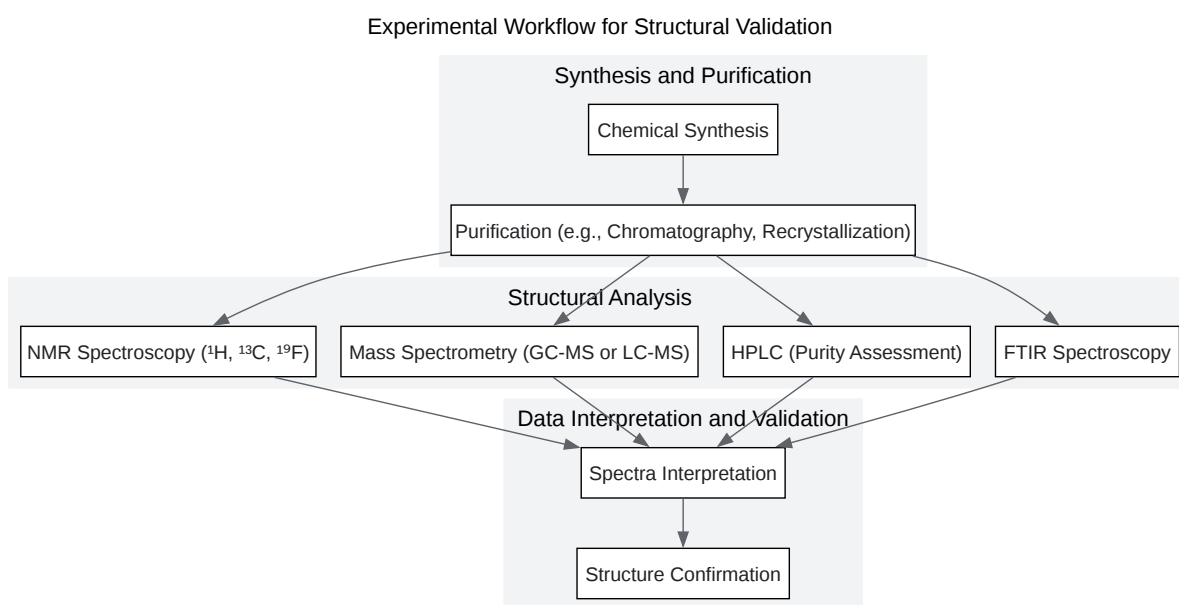 Experimental Workflow for Structural Validation
Synthesis and Purification
Chemical Synthesis
Purification (e.g., Chromatography, Recrystallization)
Structural Analysis
NMR Spectroscopy (¹H, ¹³C, ¹⁹F)
Mass Spectrometry (GC-MS or LC-MS)
HPLC (Purity Assessment)
FTIR Spectroscopy
Data Interpretation and Validation
Spectra Interpretation
Structure Confirmation